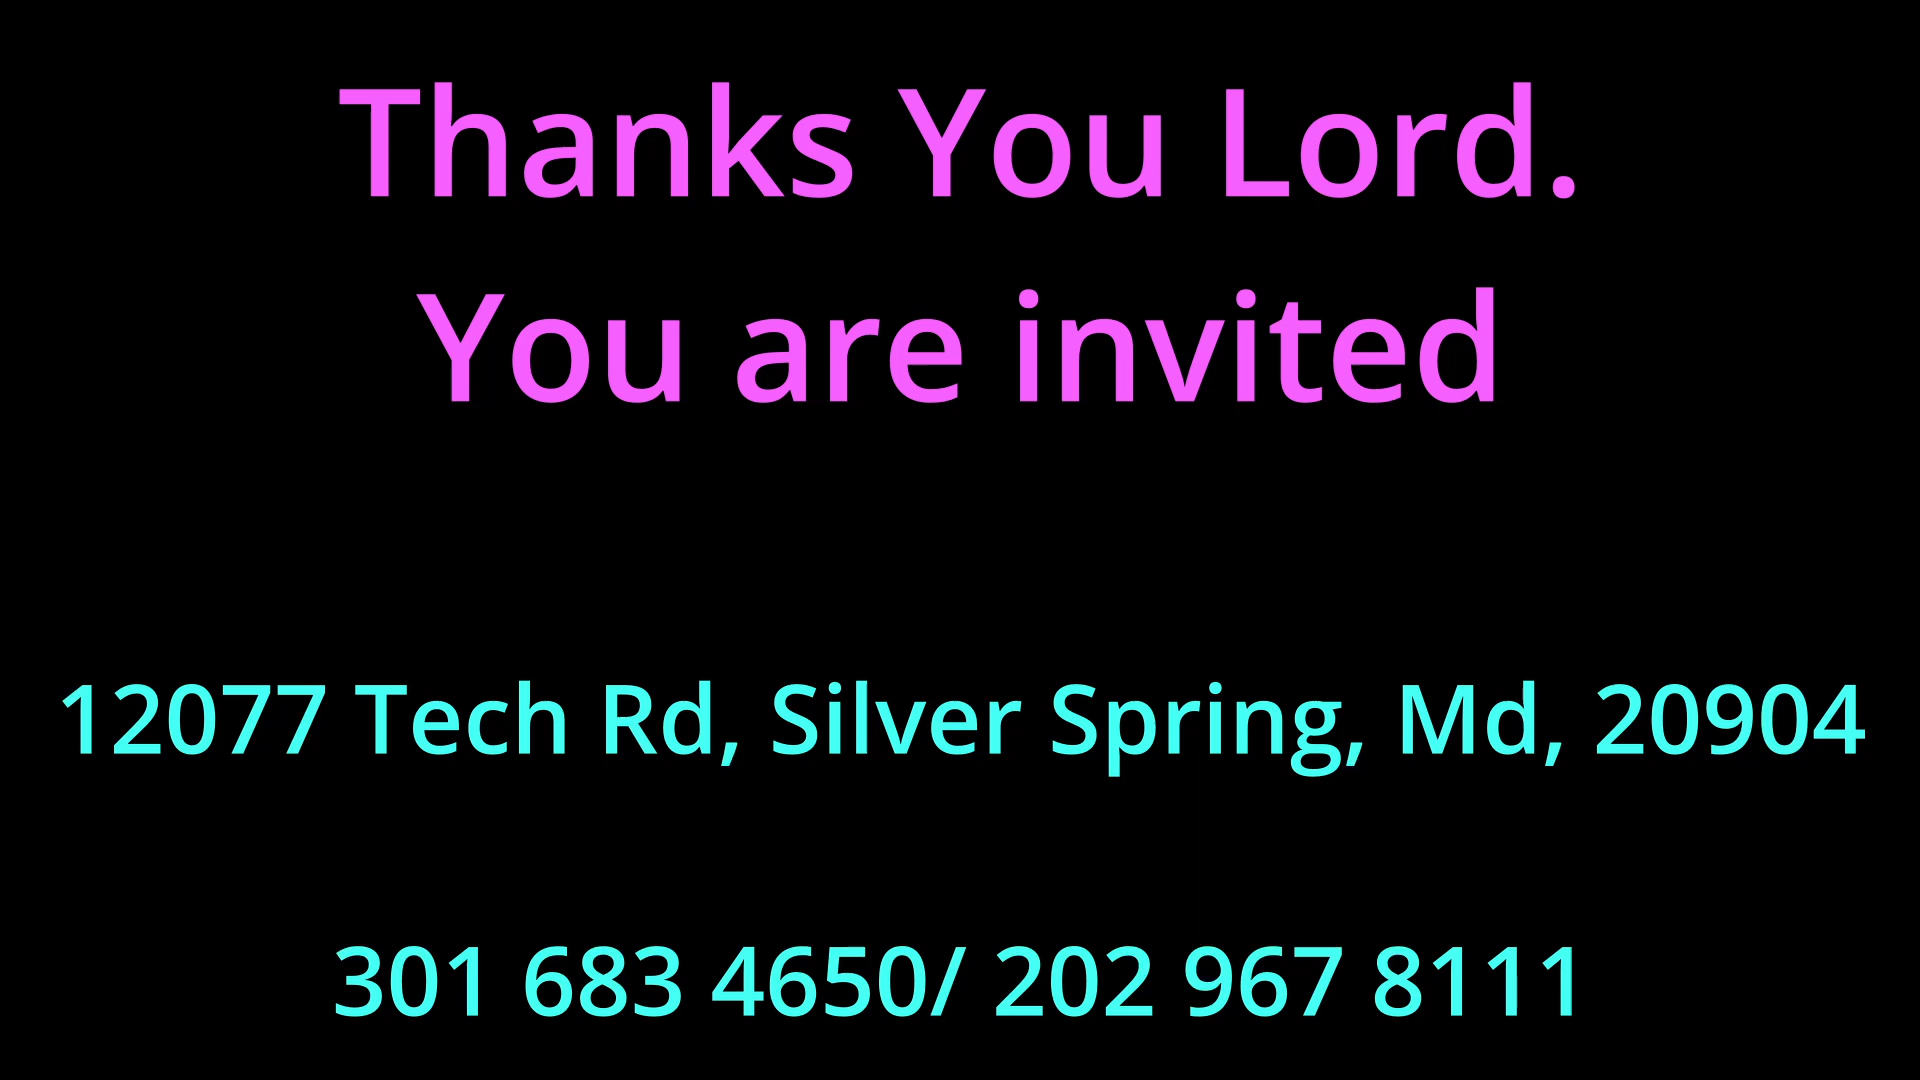 Thanks You Lord.
You are invited
12077 Tech Rd, Silver Spring, Md, 20904
301 683 4650/ 202 967 8111